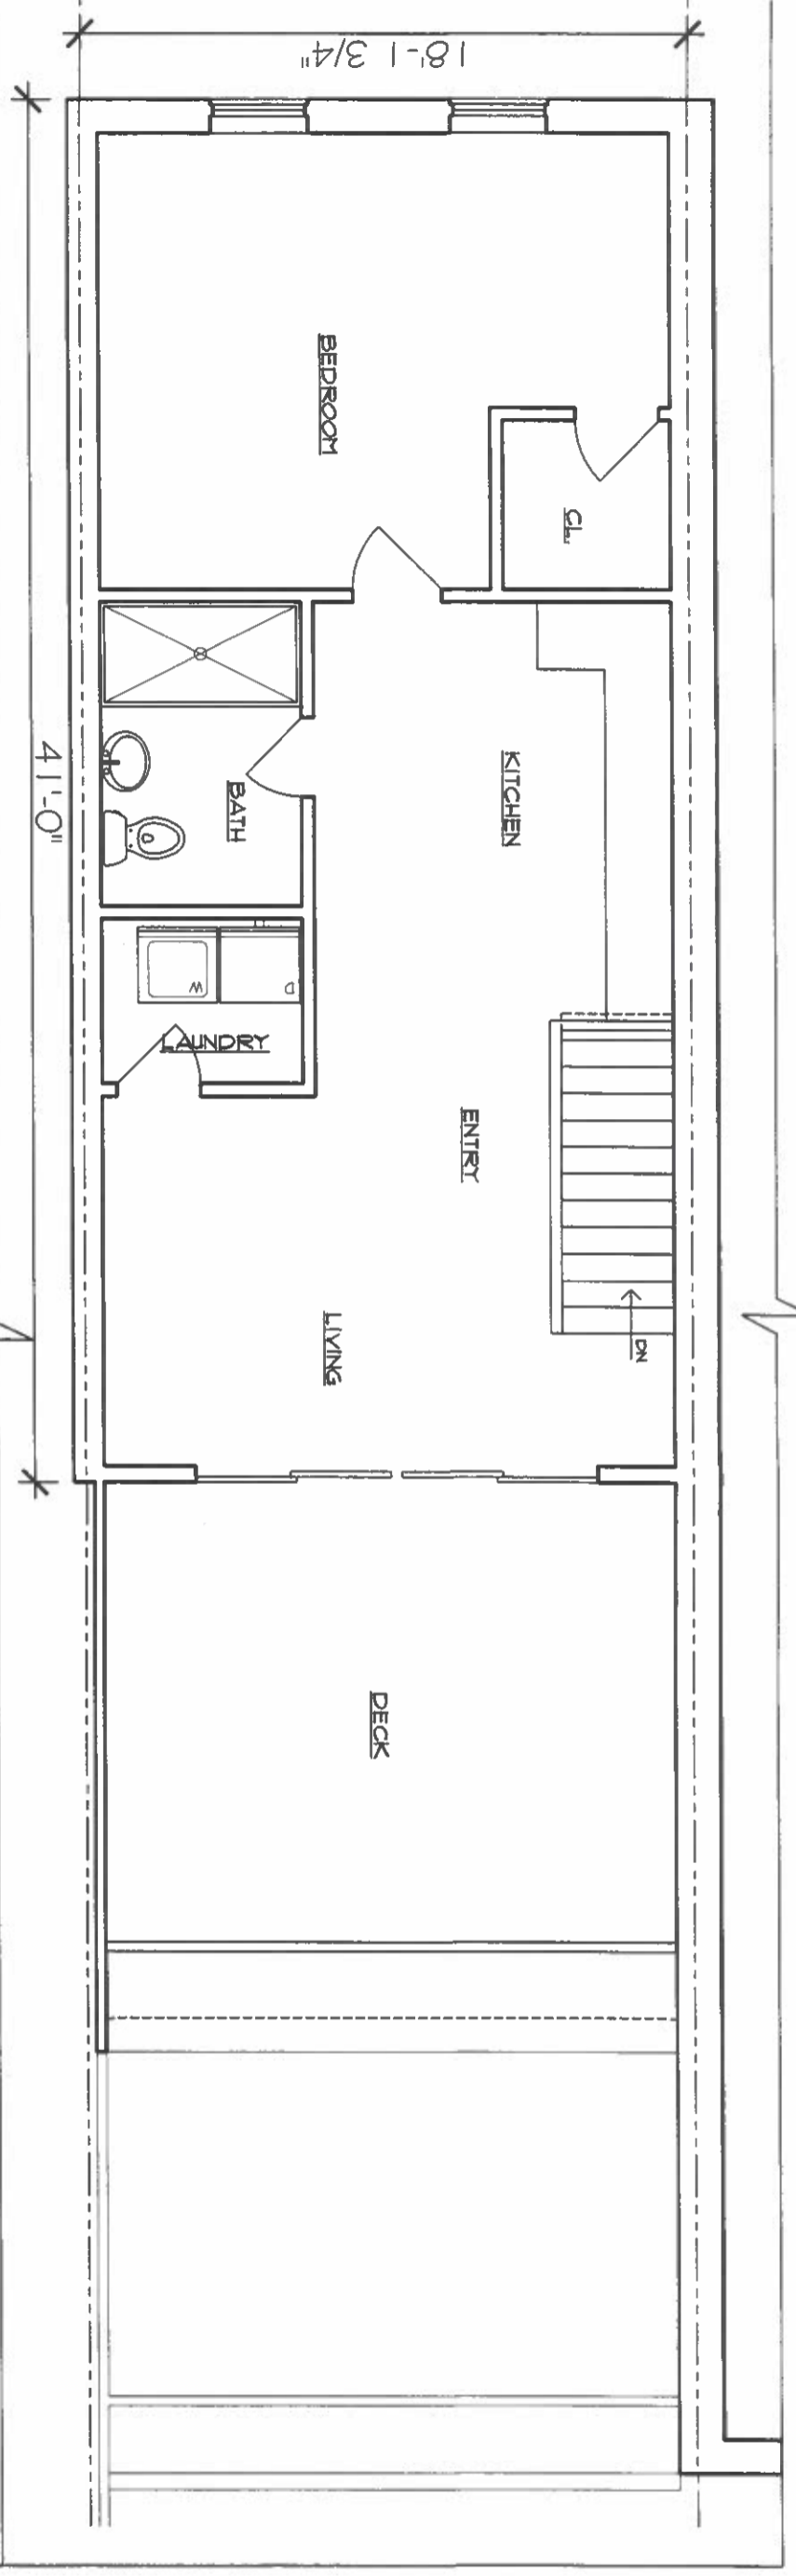 18'-1 3/4"
BEDROOM
CL.
KITCHEN
BATH
W
D
LAUNDRY
41'-0"
ENTRY
DN
LIVING
DECK